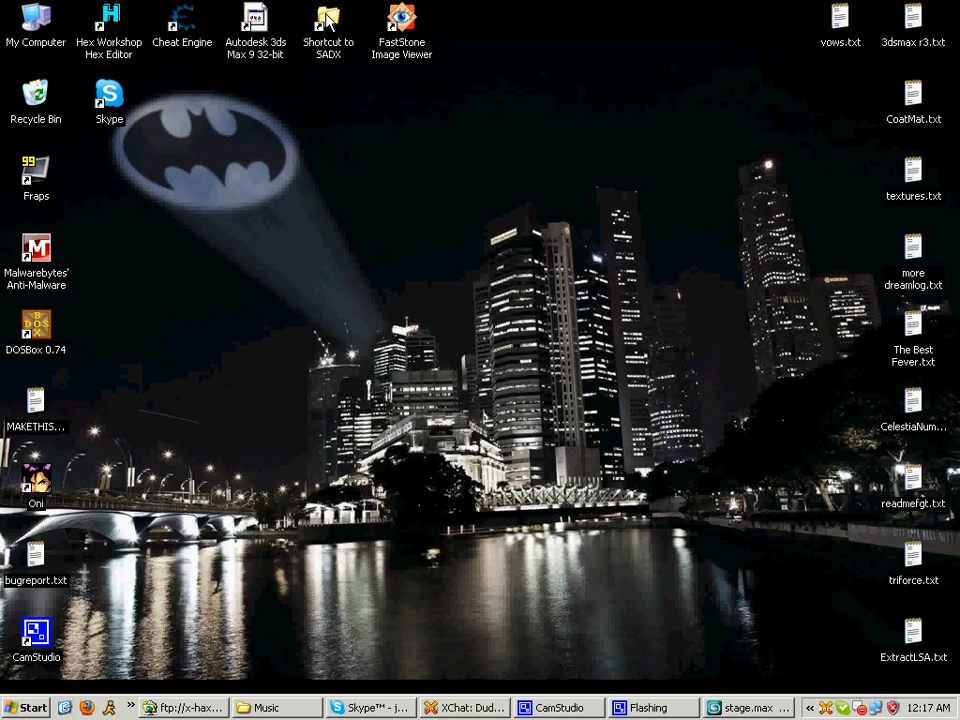 My Computer
Hex Workshop
Hex Editor
Cheat Engine
Autodesk 3ds
Max 9 32-bit
Shortcut to
SADX
FastStone
Image Viewer
vows.txt
3dsmax r3.txt
Recycle Bin
Skype
CoatMat.txt
99
Fraps
textures.txt
Malwarebytes'
Anti-Malware
more
dreamlog.txt
DOSBox 0.74
The Best
Fever.txt
MAKETHIS...
CelestiaNum...
Oni
readmefgt.txt
bugreport.txt
triforce.txt
CamStudio
ExtractLSA.txt
Start
ftp://x-hax...
Music
Skype™ - j...
XChat: Dud...
CamStudio
Flashing
stage.max ...
12:17 AM